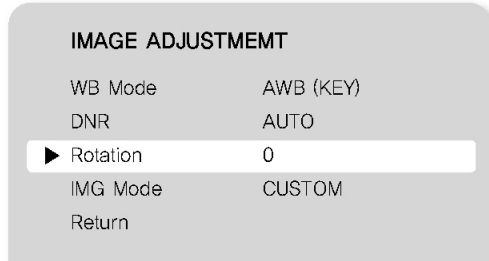 IMAGE ADJUSTMEMT
WB Mode AWB (KEY)
DNR AUTO
▶ Rotation 0
IMG Mode CUSTOM
Return